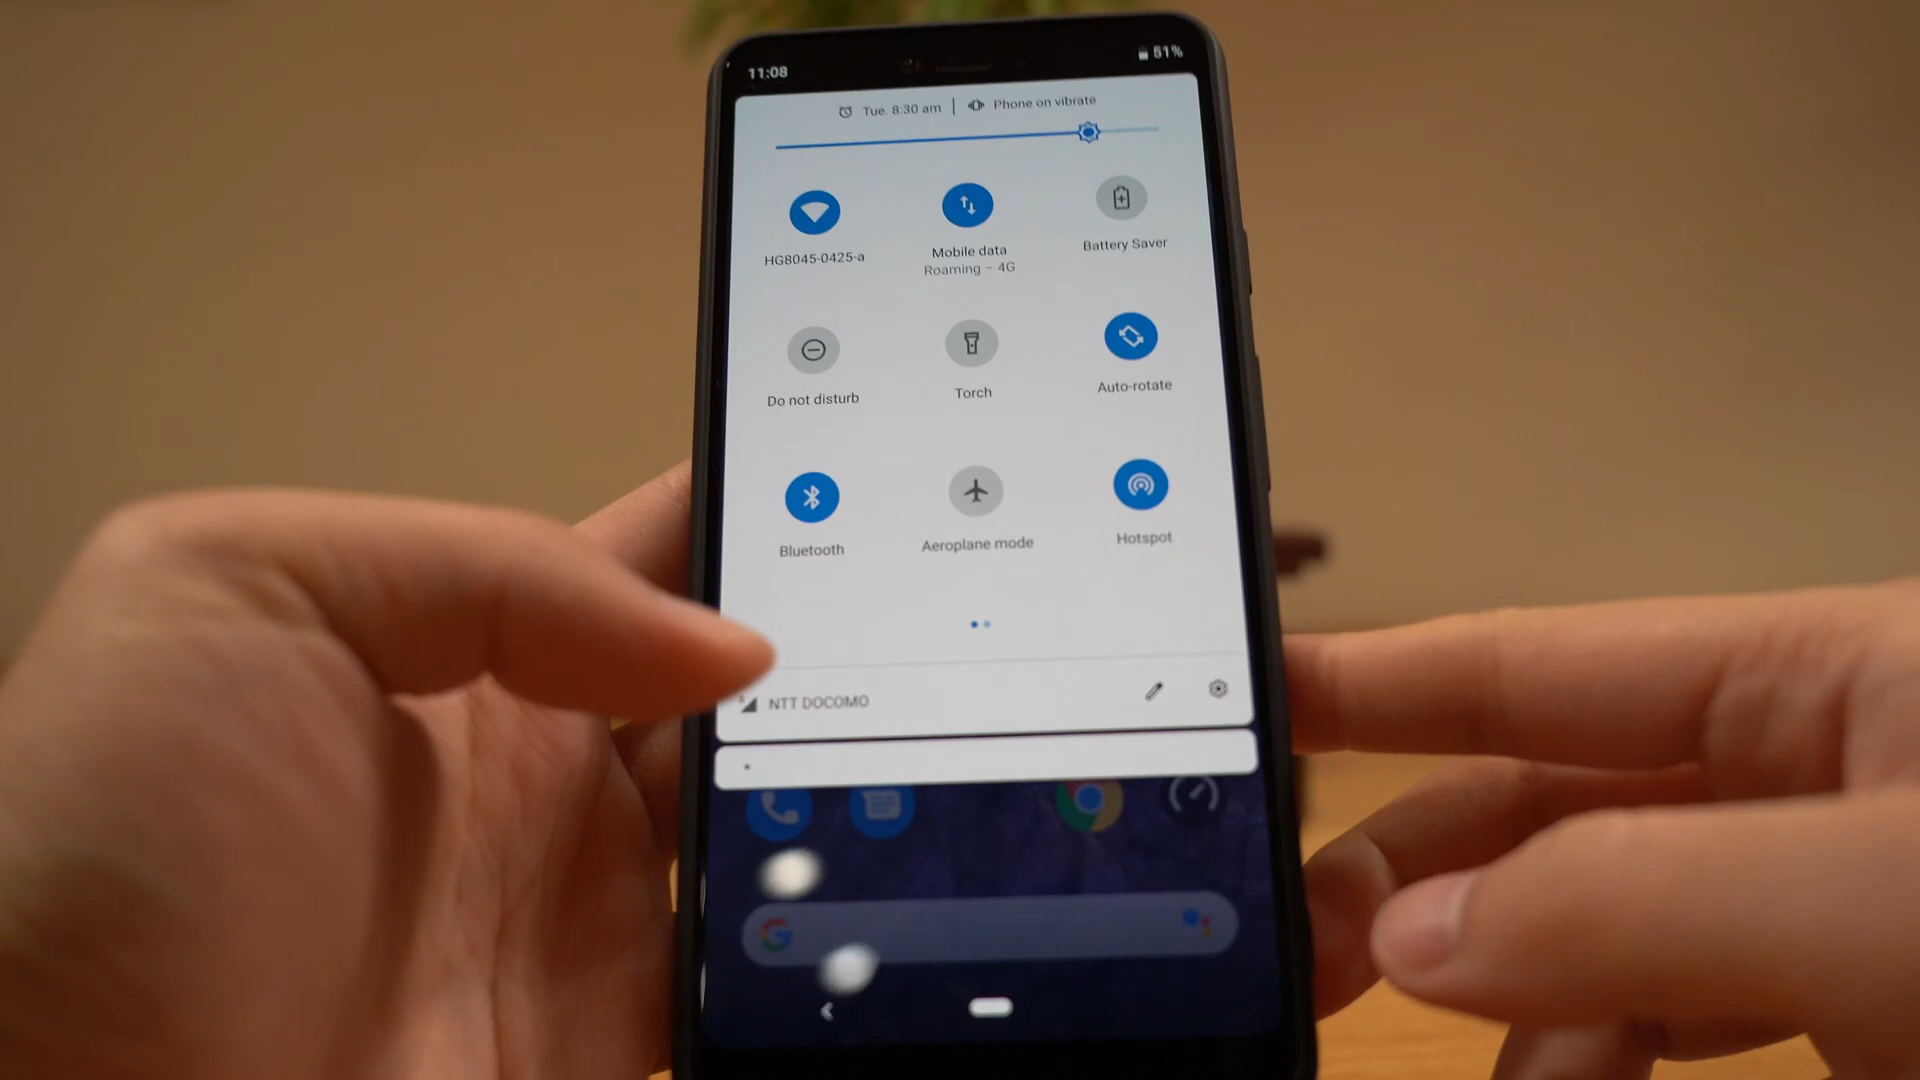 11:08
51%
Tue. 8:30 am
Phone on vibrate
HG8045-0425-a
Mobile data
Roaming – 4G
Battery Saver
Do not disturb
Torch
Auto-rotate
Bluetooth
Aeroplane mode
Hotspot
NTT DOCOMO
G